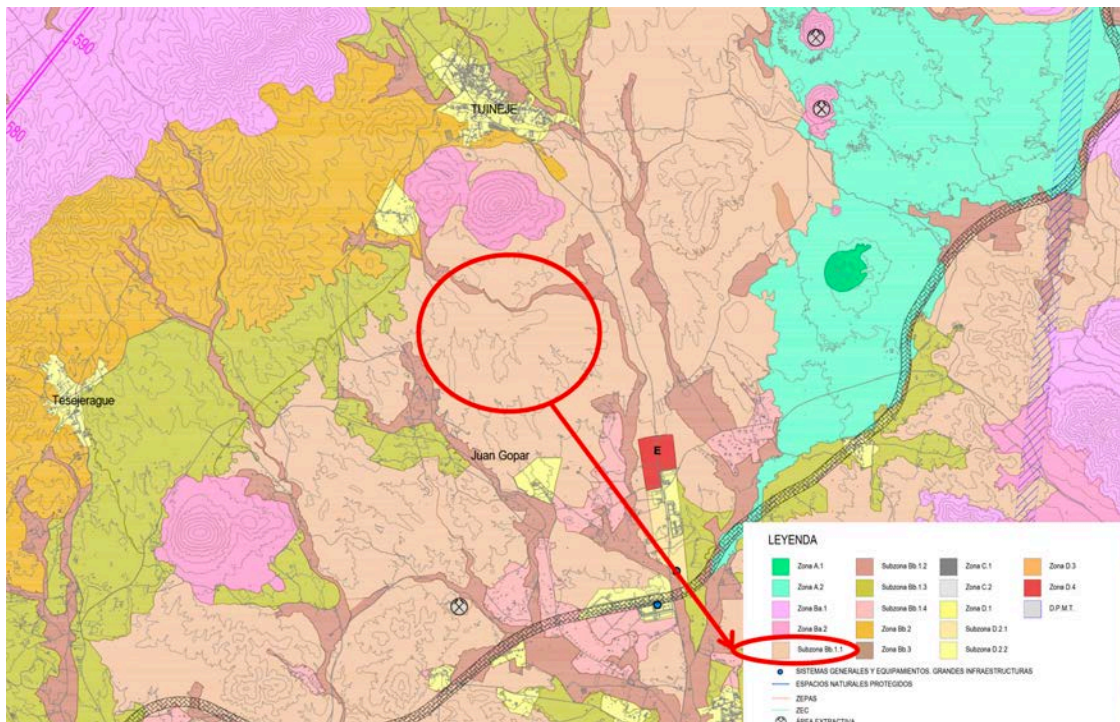 590
580
TUINEJE
Tesejerague
Juan Gopar
E
LEYENDA
Zona A.1
Zona A.2
Zona Ba.1
Zona Ba.2
Subzona Bb.1.1
Subzona Bb.1.2
Subzona Bb.1.3
Subzona Bb.1.4
Zona Bb.2
Zona Bb.3
Zona C.1
Zona C.2
Zona D.1
Subzona D.2.1
Subzona D.2.2
Zona D.3
Zona D.4
D.P.M.T.
SISTEMAS GENERALES Y EQUIPAMIENTOS. GRANDES INFRAESTRUCTURAS
ESPACIOS NATURALES PROTEGIDOS
ZEPAS
ZEC
ÁREA EXTRACTIVA